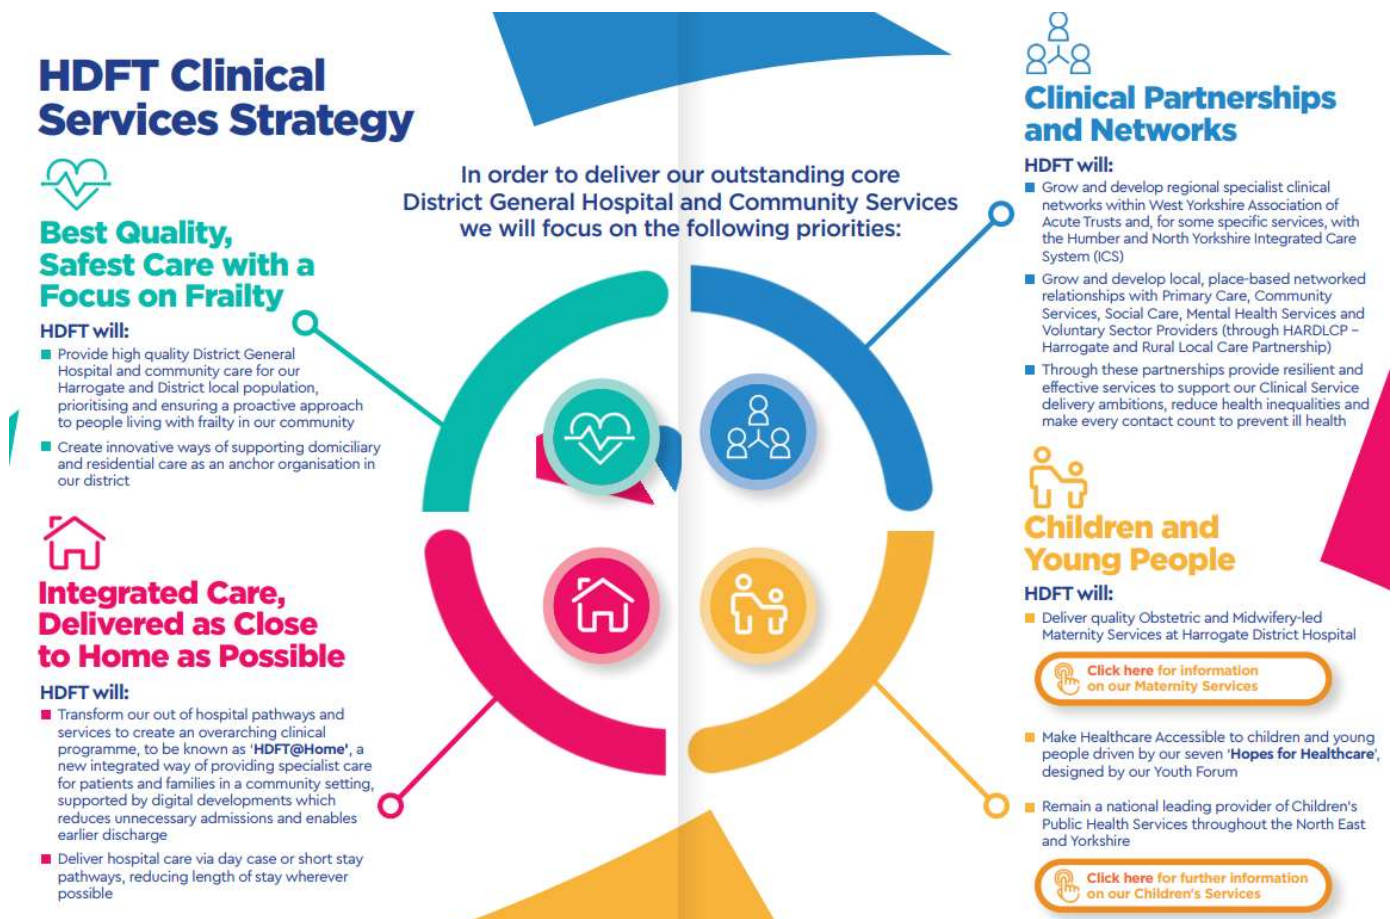 HDFT Clinical
Services Strategy
In order to deliver our outstanding core
District General Hospital and Community Services
we will focus on the following priorities:
Best Quality,
Safest Care with a
Focus on Frailty
HDFT will:
Provide high quality District General
Hospital and community care for our
Harrogate and District local population,
prioritising and ensuring a proactive approach
to people living with frailty in our community
Create innovative ways of supporting domiciliary
and residential care as an anchor organisation in
our district
Integrated Care,
Delivered as Close
to Home as Possible
HDFT will:
Transform our out of hospital pathways and
services to create an overarching clinical
programme, to be known as 'HDFT@Home', a
new integrated way of providing specialist care
for patients and families in a community setting,
supported by digital developments which
reduces unnecessary admissions and enables
earlier discharge
Deliver hospital care via day case or short stay
pathways, reducing length of stay wherever
possible
Clinical Partnerships
and Networks
HDFT will:
Grow and develop regional specialist clinical
networks within West Yorkshire Association of
Acute Trusts and, for some specific services, with
the Humber and North Yorkshire Integrated Care
System (ICS)
Grow and develop local, place-based networked
relationships with Primary Care, Community
Services, Social Care, Mental Health Services and
Voluntary Sector Providers (through HARDLCP –
Harrogate and Rural Local Care Partnership)
Through these partnerships provide resilient and
effective services to support our Clinical Service
delivery ambitions, reduce health inequalities and
make every contact count to prevent ill health
Children and
Young People
HDFT will:
Deliver quality Obstetric and Midwifery-led
Maternity Services at Harrogate District Hospital
Click here for information
on our Maternity Services
Make Healthcare Accessible to children and young
people driven by our seven 'Hopes for Healthcare',
designed by our Youth Forum
Remain a national leading provider of Children's
Public Health Services throughout the North East
and Yorkshire
Click here for further information
on our Children's Services